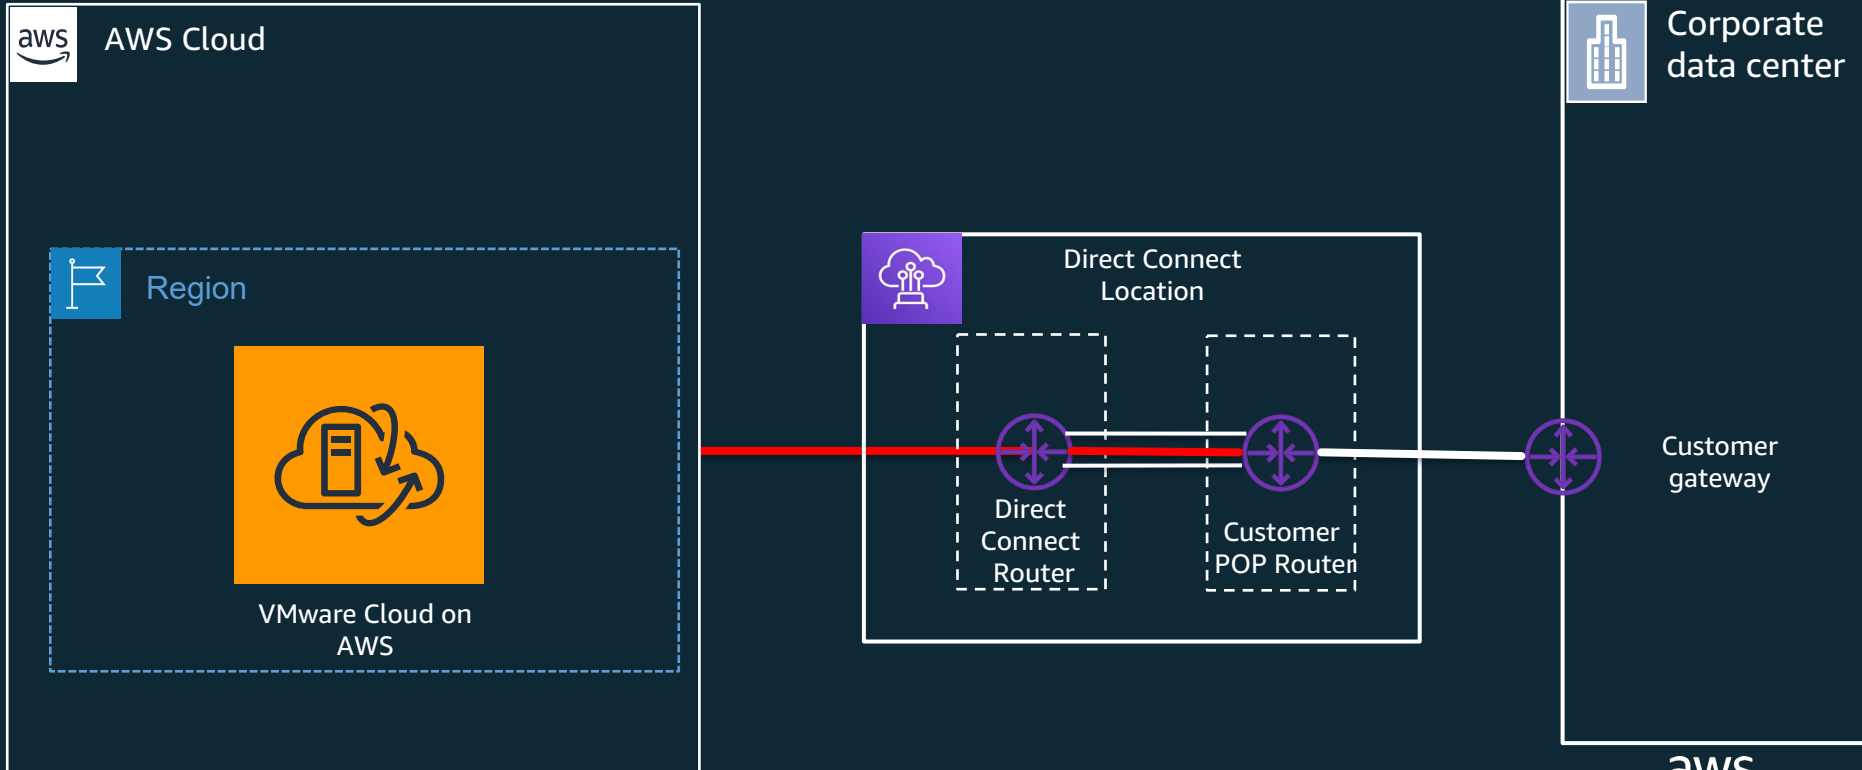 aws
AWS Cloud
Corporate
data center
Region
Direct Connect
Location
Customer
gateway
Direct
Connect
Router
Customer
POP Router
VMware Cloud on
AWS
aws